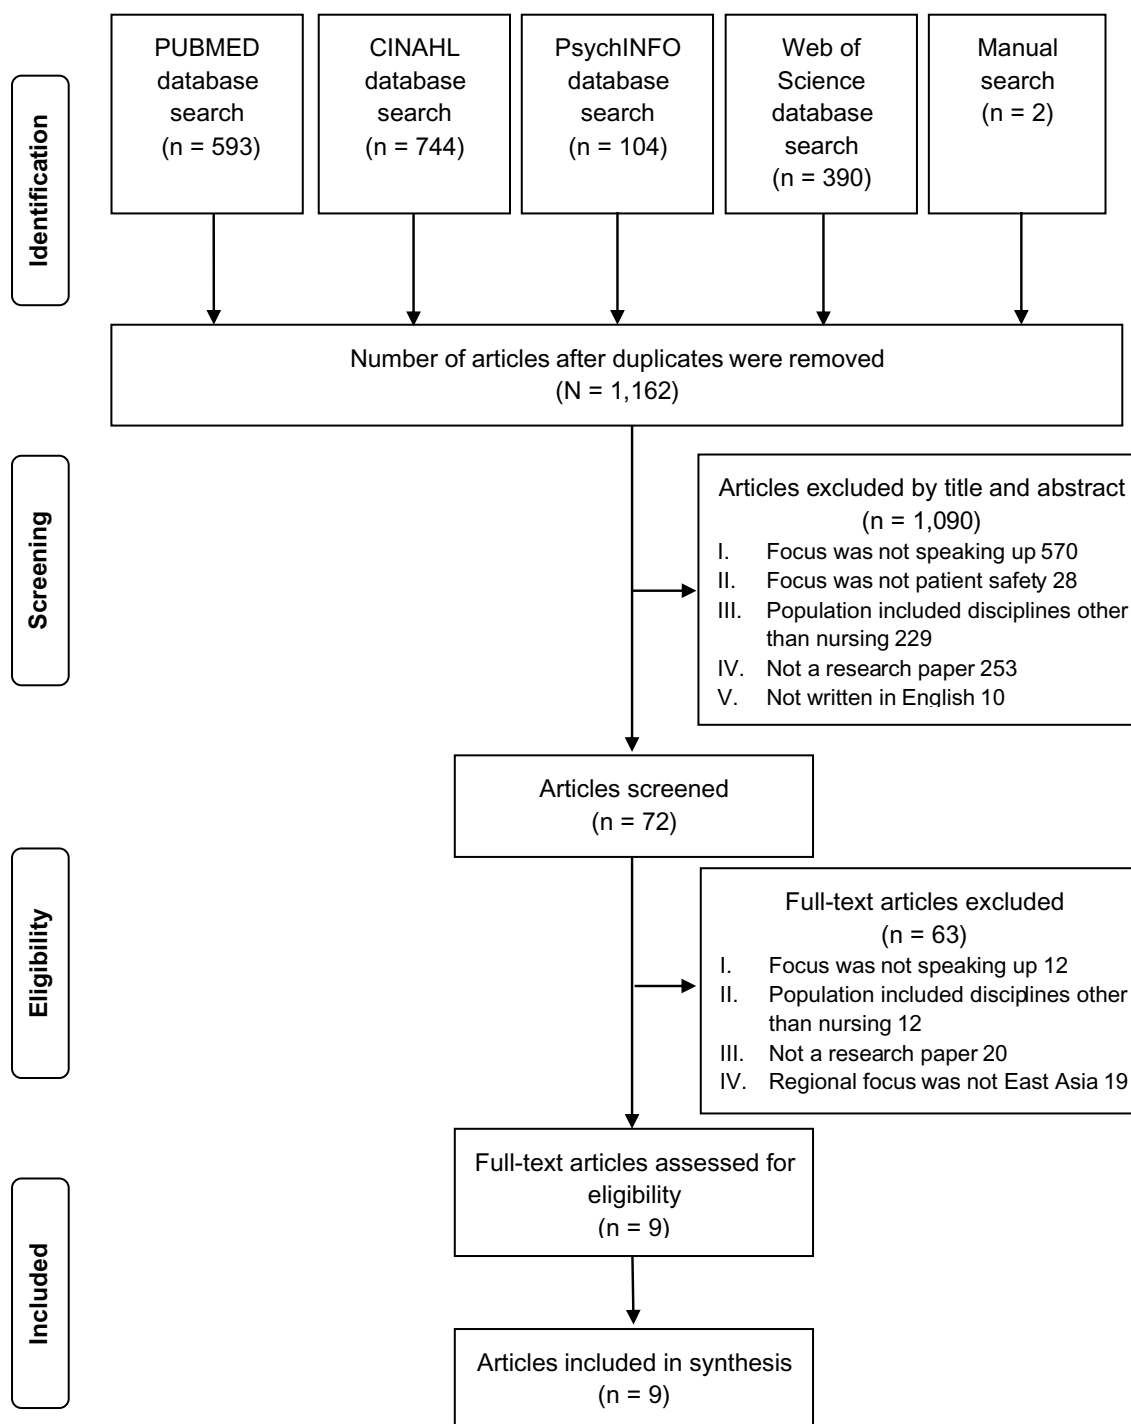 Identification
PUBMED
database
search
(n = 593)
CINAHL
database
search
(n = 744)
PsychINFO
database
search
(n = 104)
Web of
Science
database
search
(n = 390)
Manual
search
(n = 2)
Number of articles after duplicates were removed
(N = 1,162)
Screening
Articles excluded by title and abstract
(n = 1,090)
I. Focus was not speaking up 570
II. Focus was not patient safety 28
III. Population included disciplines other
than nursing 229
IV. Not a research paper 253
V. Not written in English 10
Articles screened
(n = 72)
Eligibility
Full-text articles excluded
(n = 63)
I. Focus was not speaking up 12
II. Population included disciplines other
than nursing 12
III. Not a research paper 20
IV. Regional focus was not East Asia 19
Full-text articles assessed for
eligibility
(n = 9)
Included
Articles included in synthesis
(n = 9)